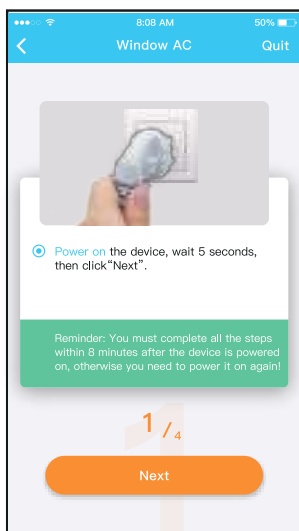 8:08 AM
50%
Window AC
Quit
Power on the device, wait 5 seconds,
then click“Next”.
Reminder: You must complete all the steps
within 8 minutes after the device is powered
on, otherwise you need to power it on again!
1/4
Next